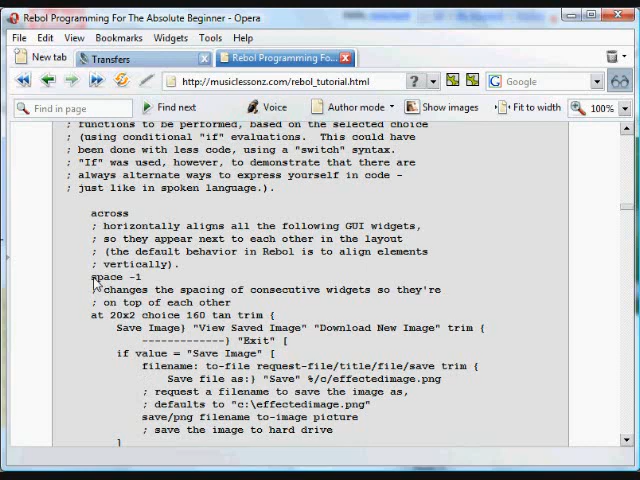 Rebol Programming For The Absolute Beginner - Opera
File Edit View Bookmarks Widgets Tools Help
New tab Transfers Rebol Programming Fo...
http://musiclessonz.com/rebol_tutorial.html ? Google
Find in page Find next Voice Author mode Show images Fit to width 100%
; functions to be performed, based on the selected choice
; (using conditional "if" evaluations.  This could have
; been done with less code, using a "switch" syntax.
; "If" was used, however, to demonstrate that there are
; always alternate ways to express yourself in code -
; just like in spoken language.).
across
; horizontally aligns all the following GUI widgets,
; so they appear next to each other in the layout
; (the default behavior in Rebol is to align elements
; vertically).
space -1
; changes the spacing of consecutive widgets so they're
; on top of each other
at 20x2 choice 160 tan trim {
Save Image} "View Saved Image" "Download New Image" trim {
-------------} "Exit" [
if value = "Save Image" [
filename: to-file request-file/title/file/save trim {
Save file as:} "Save" %/c/effectedimage.png
; request a filename to save the image as,
; defaults to "c:\effectedimage.png"
save/png filename to-image picture
; save the image to hard drive
]